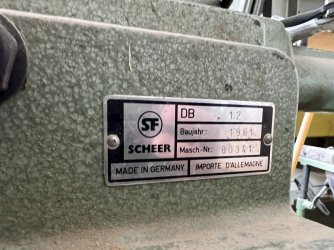 SF
SCHEER
DB 12
Baujahr: 1981
Masch-Nr.: 80341
MADE IN GERMANY IMPORTE D'ALLEMAGNE